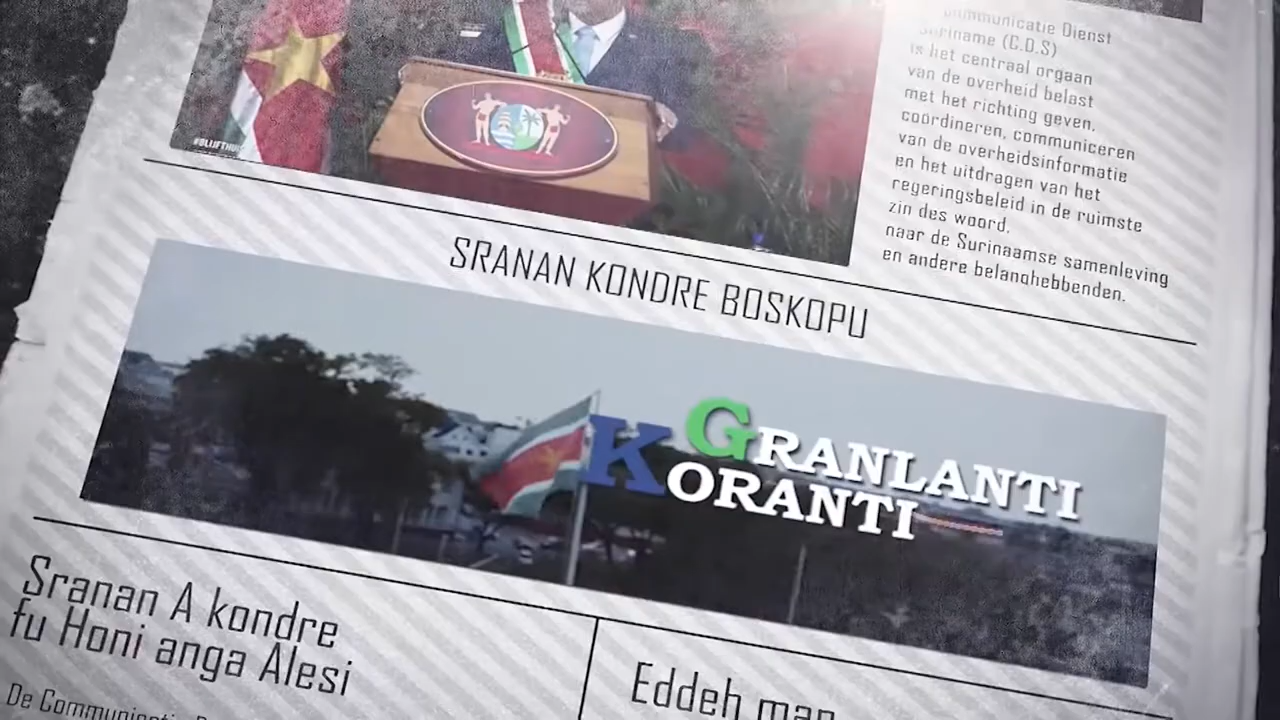 Communicatie Dienst
Suriname (C.D.S)
is het centraal orgaan
van de overheid belast
met het richting geven,
coördineren, communiceren
van de overheidsinformatie
en het uitdragen van het
regeringsbeleid in de ruimste
zin des woord,
naar de Surinaamse samenleving
en andere belanghebbenden.
SRANAN KONDRE BOSKOPU
GRANLANTI
KORANTI
Sranan A kondre
fu Honi anga Alesi
Eddeh man
De